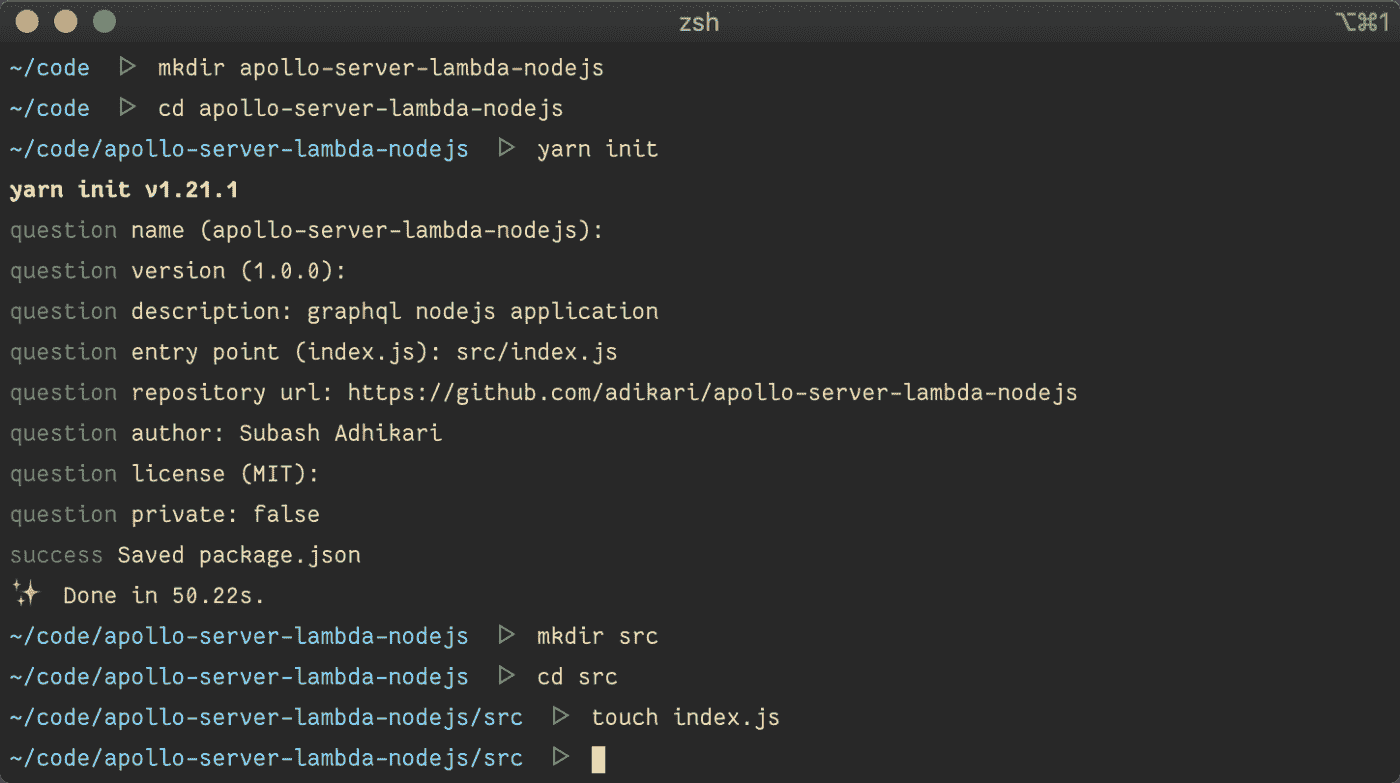 zsh
⌥⌘1
~/code ▷ mkdir apollo-server-lambda-nodejs
~/code ▷ cd apollo-server-lambda-nodejs
~/code/apollo-server-lambda-nodejs ▷ yarn init
yarn init v1.21.1
question name (apollo-server-lambda-nodejs):
question version (1.0.0):
question description: graphql nodejs application
question entry point (index.js): src/index.js
question repository url: https://github.com/adikari/apollo-server-lambda-nodejs
question author: Subash Adhikari
question license (MIT):
question private: false
success Saved package.json
✨ Done in 50.22s.
~/code/apollo-server-lambda-nodejs ▷ mkdir src
~/code/apollo-server-lambda-nodejs ▷ cd src
~/code/apollo-server-lambda-nodejs/src ▷ touch index.js
~/code/apollo-server-lambda-nodejs/src ▷